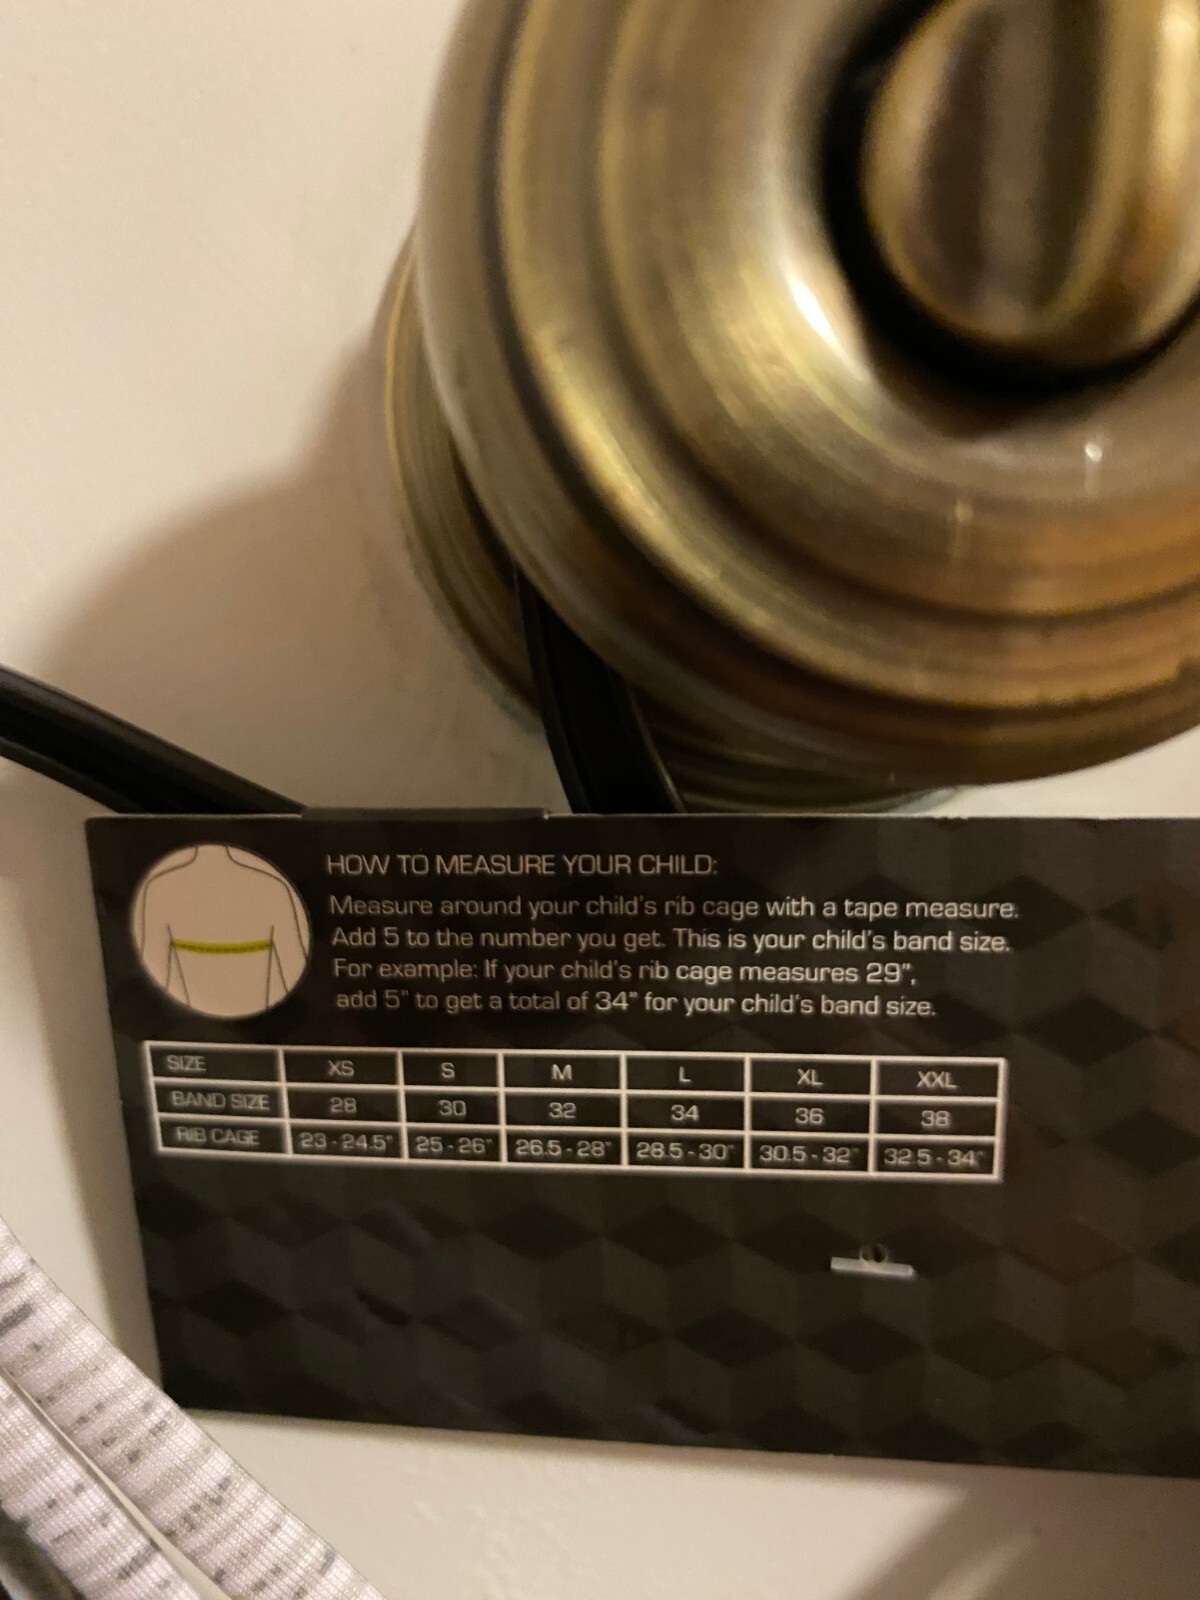 HOW TO MEASURE YOUR CHILD:
Measure around your child's rib cage with a tape measure.
Add 5 to the number you get. This is your child's band size.
For example: If your child's rib cage measures 29",
add 5" to get a total of 34" for your child's band size.
SIZE XS S M L XL XXL
BAND SIZE 28 30 32 34 36 38
RIB CAGE 23 - 24.5" 25 - 26" 26.5 - 28" 28.5 - 30" 30.5 - 32" 32.5 - 34"